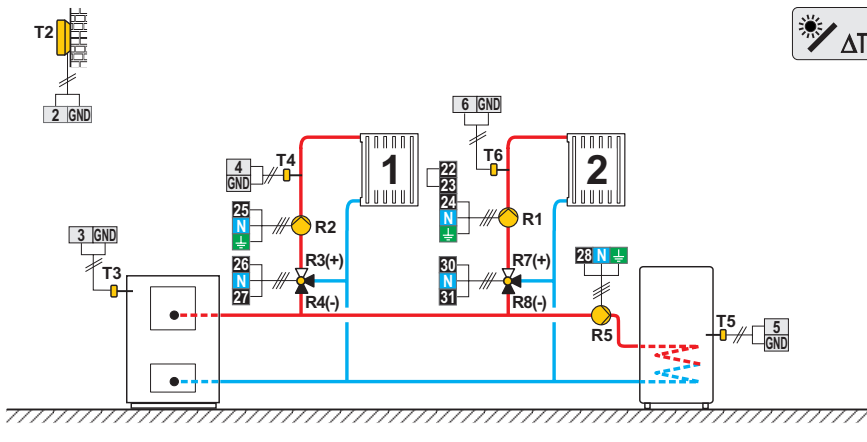 T2
ΔT
2 GND
6 GND
4
GND
T4
1
T6
2
22
23
24
N
25
N
R2
R1
3 GND
T3
26
N
27
R3(+)
R4(-)
30
N
31
R7(+)
R8(-)
28 N
R5
T5
5
GND